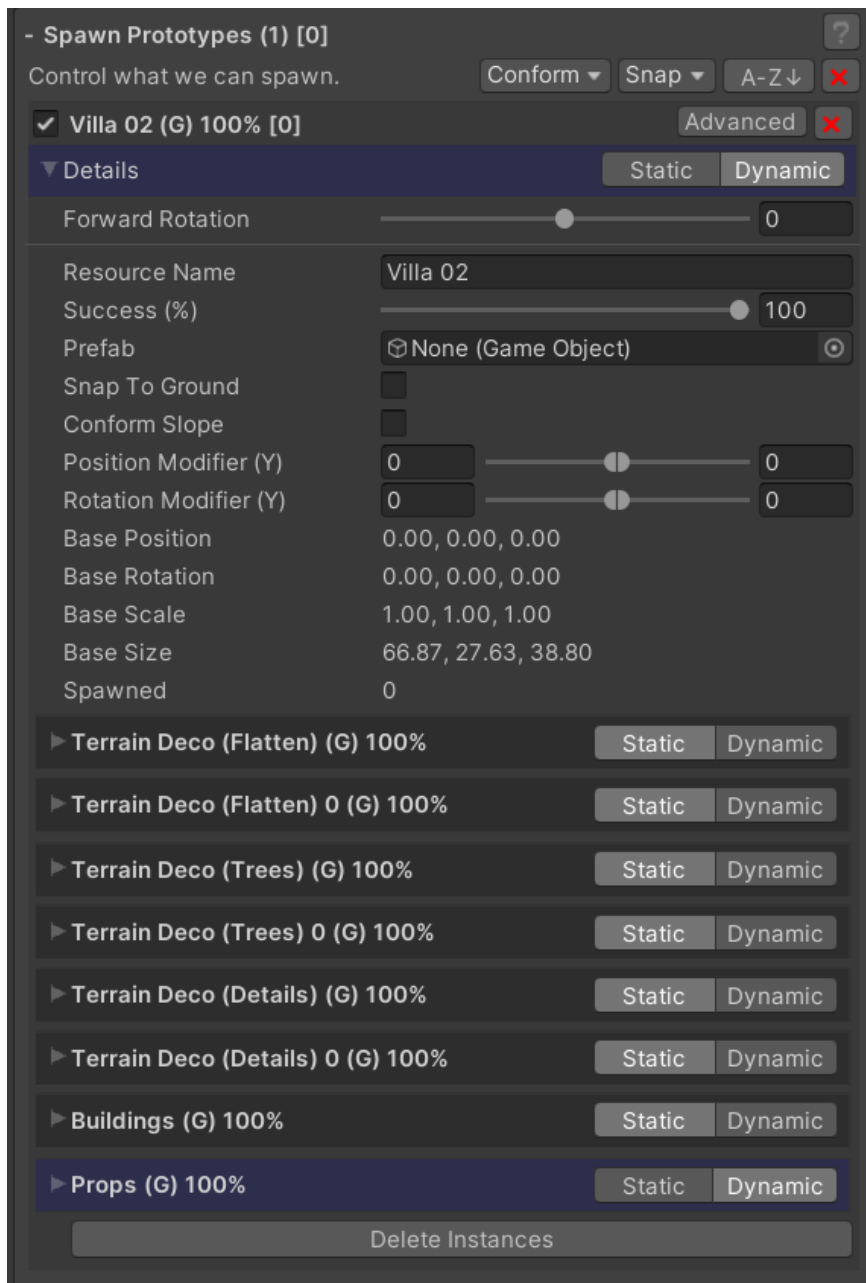 - Spawn Prototypes (1) [0] ?
Control what we can spawn. Conform Snap A-Z↓
Villa 02 (G) 100% [0] Advanced
Details Static Dynamic
Forward Rotation 0
Resource Name Villa 02
Success (%) 100
Prefab None (Game Object)
Snap To Ground
Conform Slope
Position Modifier (Y) 0 0
Rotation Modifier (Y) 0 0
Base Position 0.00, 0.00, 0.00
Base Rotation 0.00, 0.00, 0.00
Base Scale 1.00, 1.00, 1.00
Base Size 66.87, 27.63, 38.80
Spawned 0
Terrain Deco (Flatten) (G) 100% Static Dynamic
Terrain Deco (Flatten) 0 (G) 100% Static Dynamic
Terrain Deco (Trees) (G) 100% Static Dynamic
Terrain Deco (Trees) 0 (G) 100% Static Dynamic
Terrain Deco (Details) (G) 100% Static Dynamic
Terrain Deco (Details) 0 (G) 100% Static Dynamic
Buildings (G) 100% Static Dynamic
Props (G) 100% Static Dynamic
Delete Instances